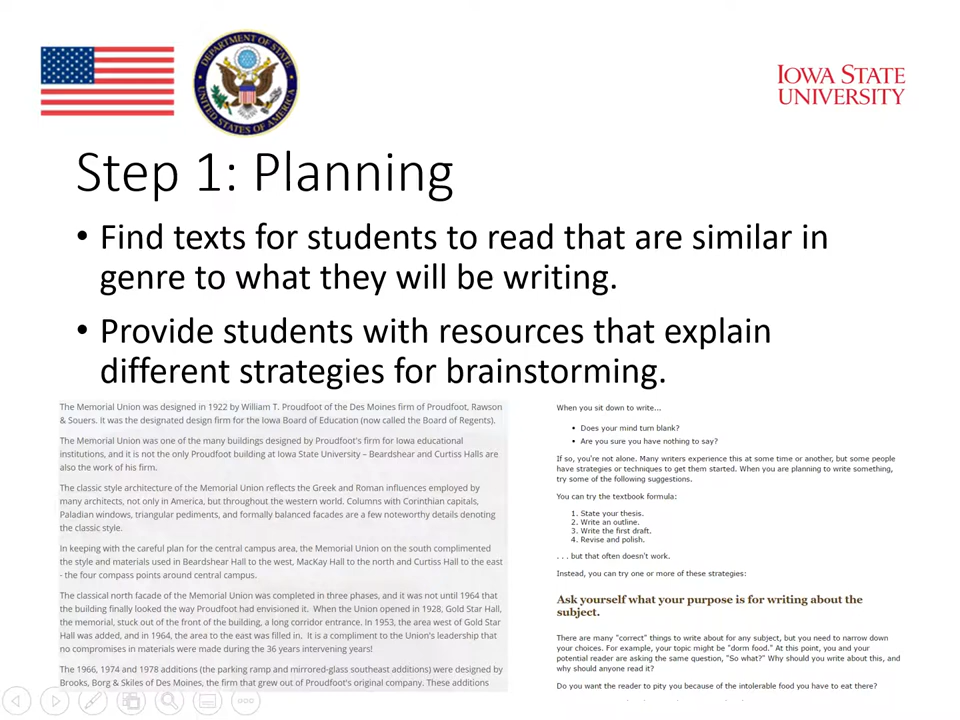 DEPARTMENT OF STATE
UNITED STATES OF AMERICA
IOWA STATE
UNIVERSITY
Step 1: Planning
• Find texts for students to read that are similar in
genre to what they will be writing.
• Provide students with resources that explain
different strategies for brainstorming.
The Memorial Union was designed in 1922 by William T. Proudfoot of the Des Moines firm of Proudfoot, Rawson
& Souers. it was the designated design firm for the Iowa Board of Education (now called the Board of Regents).
The Memorial Union was one of the many buildings designed by Proudfoot's firm for Iowa educational
institutions, and it is not the only Proudfoot building at Iowa State University – Beardshear and Curtiss Halls are
also the work of his firm.
The classic style architecture of the Memorial Union reflects the Greek and Roman influences employed by
many architects, not only in America, but throughout the western world. Columns with Corinthian capitals,
Paladian windows, triangular pediments, and formally balanced facades are a few noteworthy details denoting
the classic style.
In keeping with the careful plan for the central campus area, the Memorial Union on the south complimented
the style and materials used in Beardshear Hall to the west, MacKay Hall to the north and Curtiss Hall to the east
- the four compass points around central campus.
The classical north facade of the Memorial Union was completed in three phases, and it was not until 1964 that
the building finally looked the way Proudfoot had envisioned it. When the Union opened in 1928, Gold Star Hall,
the memorial, stuck out of the front of the building, a long corridor entrance. In 1953, the area west of Gold Star
Hall was added, and in 1964, the area to the east was filled in. It is a compliment to the Union's leadership that
no compromises in materials were made during the 36 years intervening years!
The 1966, 1974 and 1978 additions (the parking ramp and mirrored-glass southeast additions) were designed by
Brooks, Borg & Skiles of Des Moines, the firm that grew out of Proudfoot's original company. These additions
When you sit down to write...
• Does your mind turn blank?
• Are you sure you have nothing to say?
If so, you're not alone. Many writers experience this at some time or another, but some people
have strategies or techniques to get them started. When you are planning to write something,
try some of the following suggestions.
You can try the textbook formula:
1. State your thesis.
2. Write an outline.
3. Write the first draft.
4. Revise and polish.
. . . but that often doesn't work.
Instead, you can try one or more of these strategies:
Ask yourself what your purpose is for writing about the
subject.
There are many "correct" things to write about for any subject, but you need to narrow down
your choices. For example, your topic might be "dorm food." At this point, you and your
potential reader are asking the same question, "So what?" Why should you write about this, and
why should anyone read it?
Do you want the reader to pity you because of the intolerable food you have to eat there?